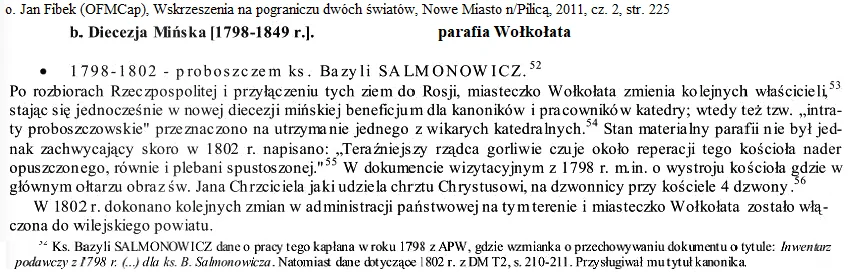 o. Jan Fibek (OFMCap), Wskrzeszenia na pograniczu dwóch światów, Nowe Miasto n/Pilicą, 2011, cz. 2, str. 225
b. Diecezja Mińska [1798-1849 r.]. parafia Wołkołata
• 1798-1802 - proboszczem ks. Bazyli SALMONOWICZ.52
Po rozbiorach Rzeczpospolitej i przyłączeniu tych ziem do Rosji, miasteczko Wołkołata zmienia kolejnych właścicieli,53
stając się jednocześnie w nowej diecezji mińskiej beneficjum dla kanoników i pracowników katedry; wtedy też tzw. „intra-
ty proboszczowskie" przeznaczono na utrzymanie jednego z wikarych katedralnych.54 Stan materialny parafii nie był jed-
nak zachwycający skoro w 1802 r. napisano: „Teraźniejszy rządca gorliwie czuje około reperacji tego kościoła nader
opuszczonego, równie i plebani spustoszonej."55 W dokumencie wizytacyjnym z 1798 r. m.in. o wystroju kościoła gdzie w
głównym ołtarzu obraz św. Jana Chrzciciela jaki udziela chrztu Chrystusowi, na dzwonnicy przy kościele 4 dzwony.56
W 1802 r. dokonano kolejnych zmian w administracji państwowej na tym terenie i miasteczko Wołkołata zostało włą-
czona do wilejskiego powiatu.
52 Ks. Bazyli SALMONOWICZ dane o pracy tego kapłana w roku 1798 z APW, gdzie wzmianka o przechowywaniu dokumentu o tytule: Inwentarz
podawczy z 1798 r. (...) dla ks. B. Salmonowicza. Natomiast dane dotyczące 1802 r. z DM T2, s. 210-211. Przysługiwał mu tytuł kanonika.